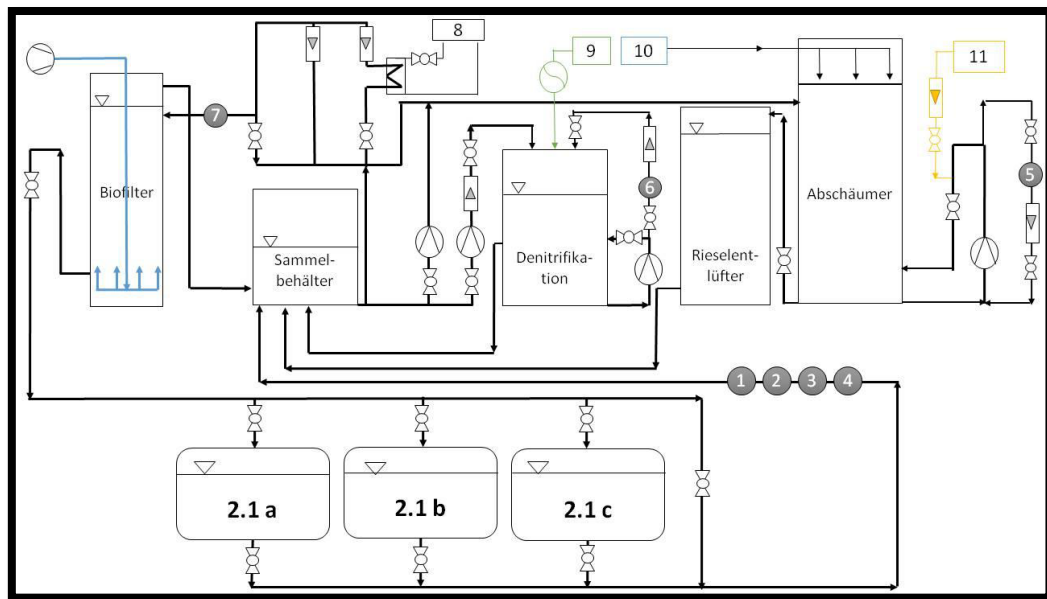 8
9
10
11
7
6
5
Biofilter
Abschäumer
Sammel-
behälter
Denitrifika-
tion
Rieselent-
lüfter
1
2
3
4
2.1 a
2.1 b
2.1 c